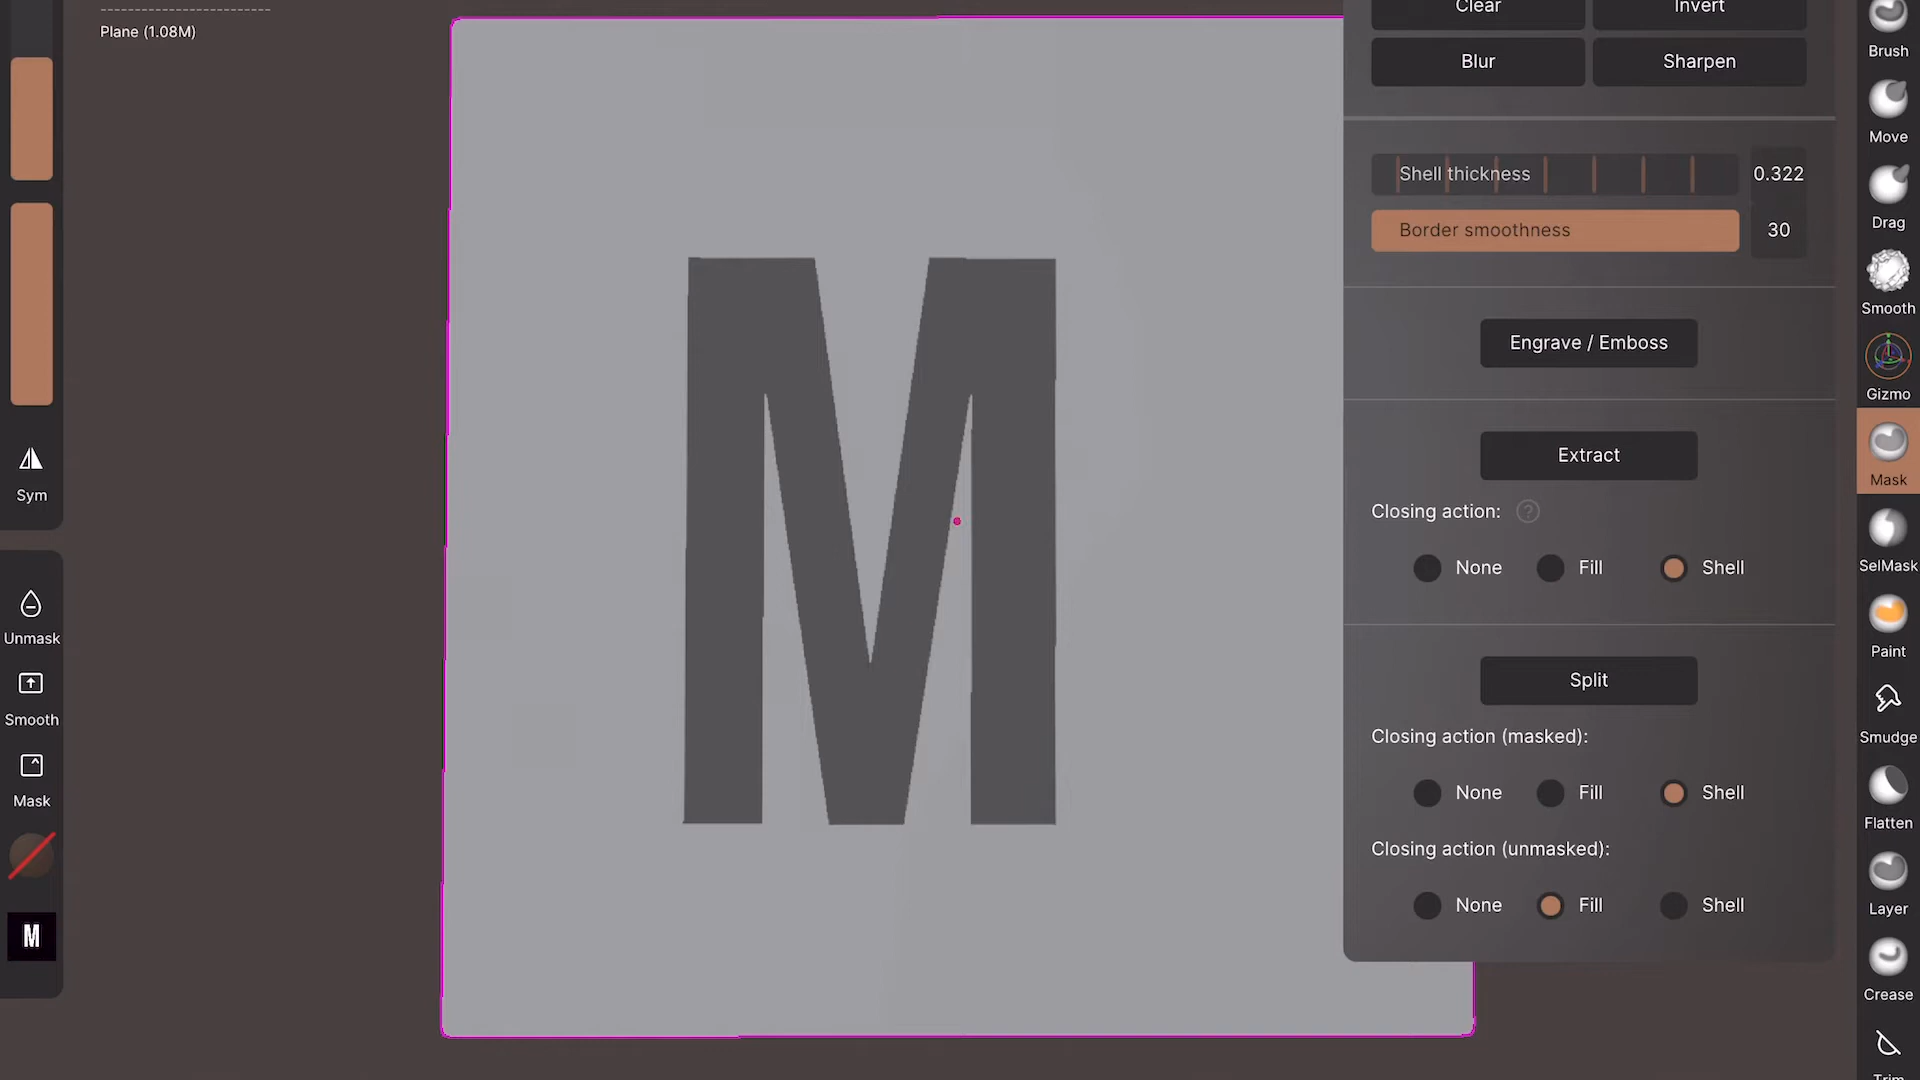 Plane (1.08M)
Sym
Unmask
Smooth
Mask
M
M
Clear
Invert
Blur
Sharpen
Shell thickness
0.322
Border smoothness
30
Engrave / Emboss
Extract
Closing action: ?
None
Fill
Shell
Split
Closing action (masked):
None
Fill
Shell
Closing action (unmasked):
None
Fill
Shell
Brush
Move
Drag
Smooth
Gizmo
Mask
SelMask
Paint
Smudge
Flatten
Layer
Crease
Trim